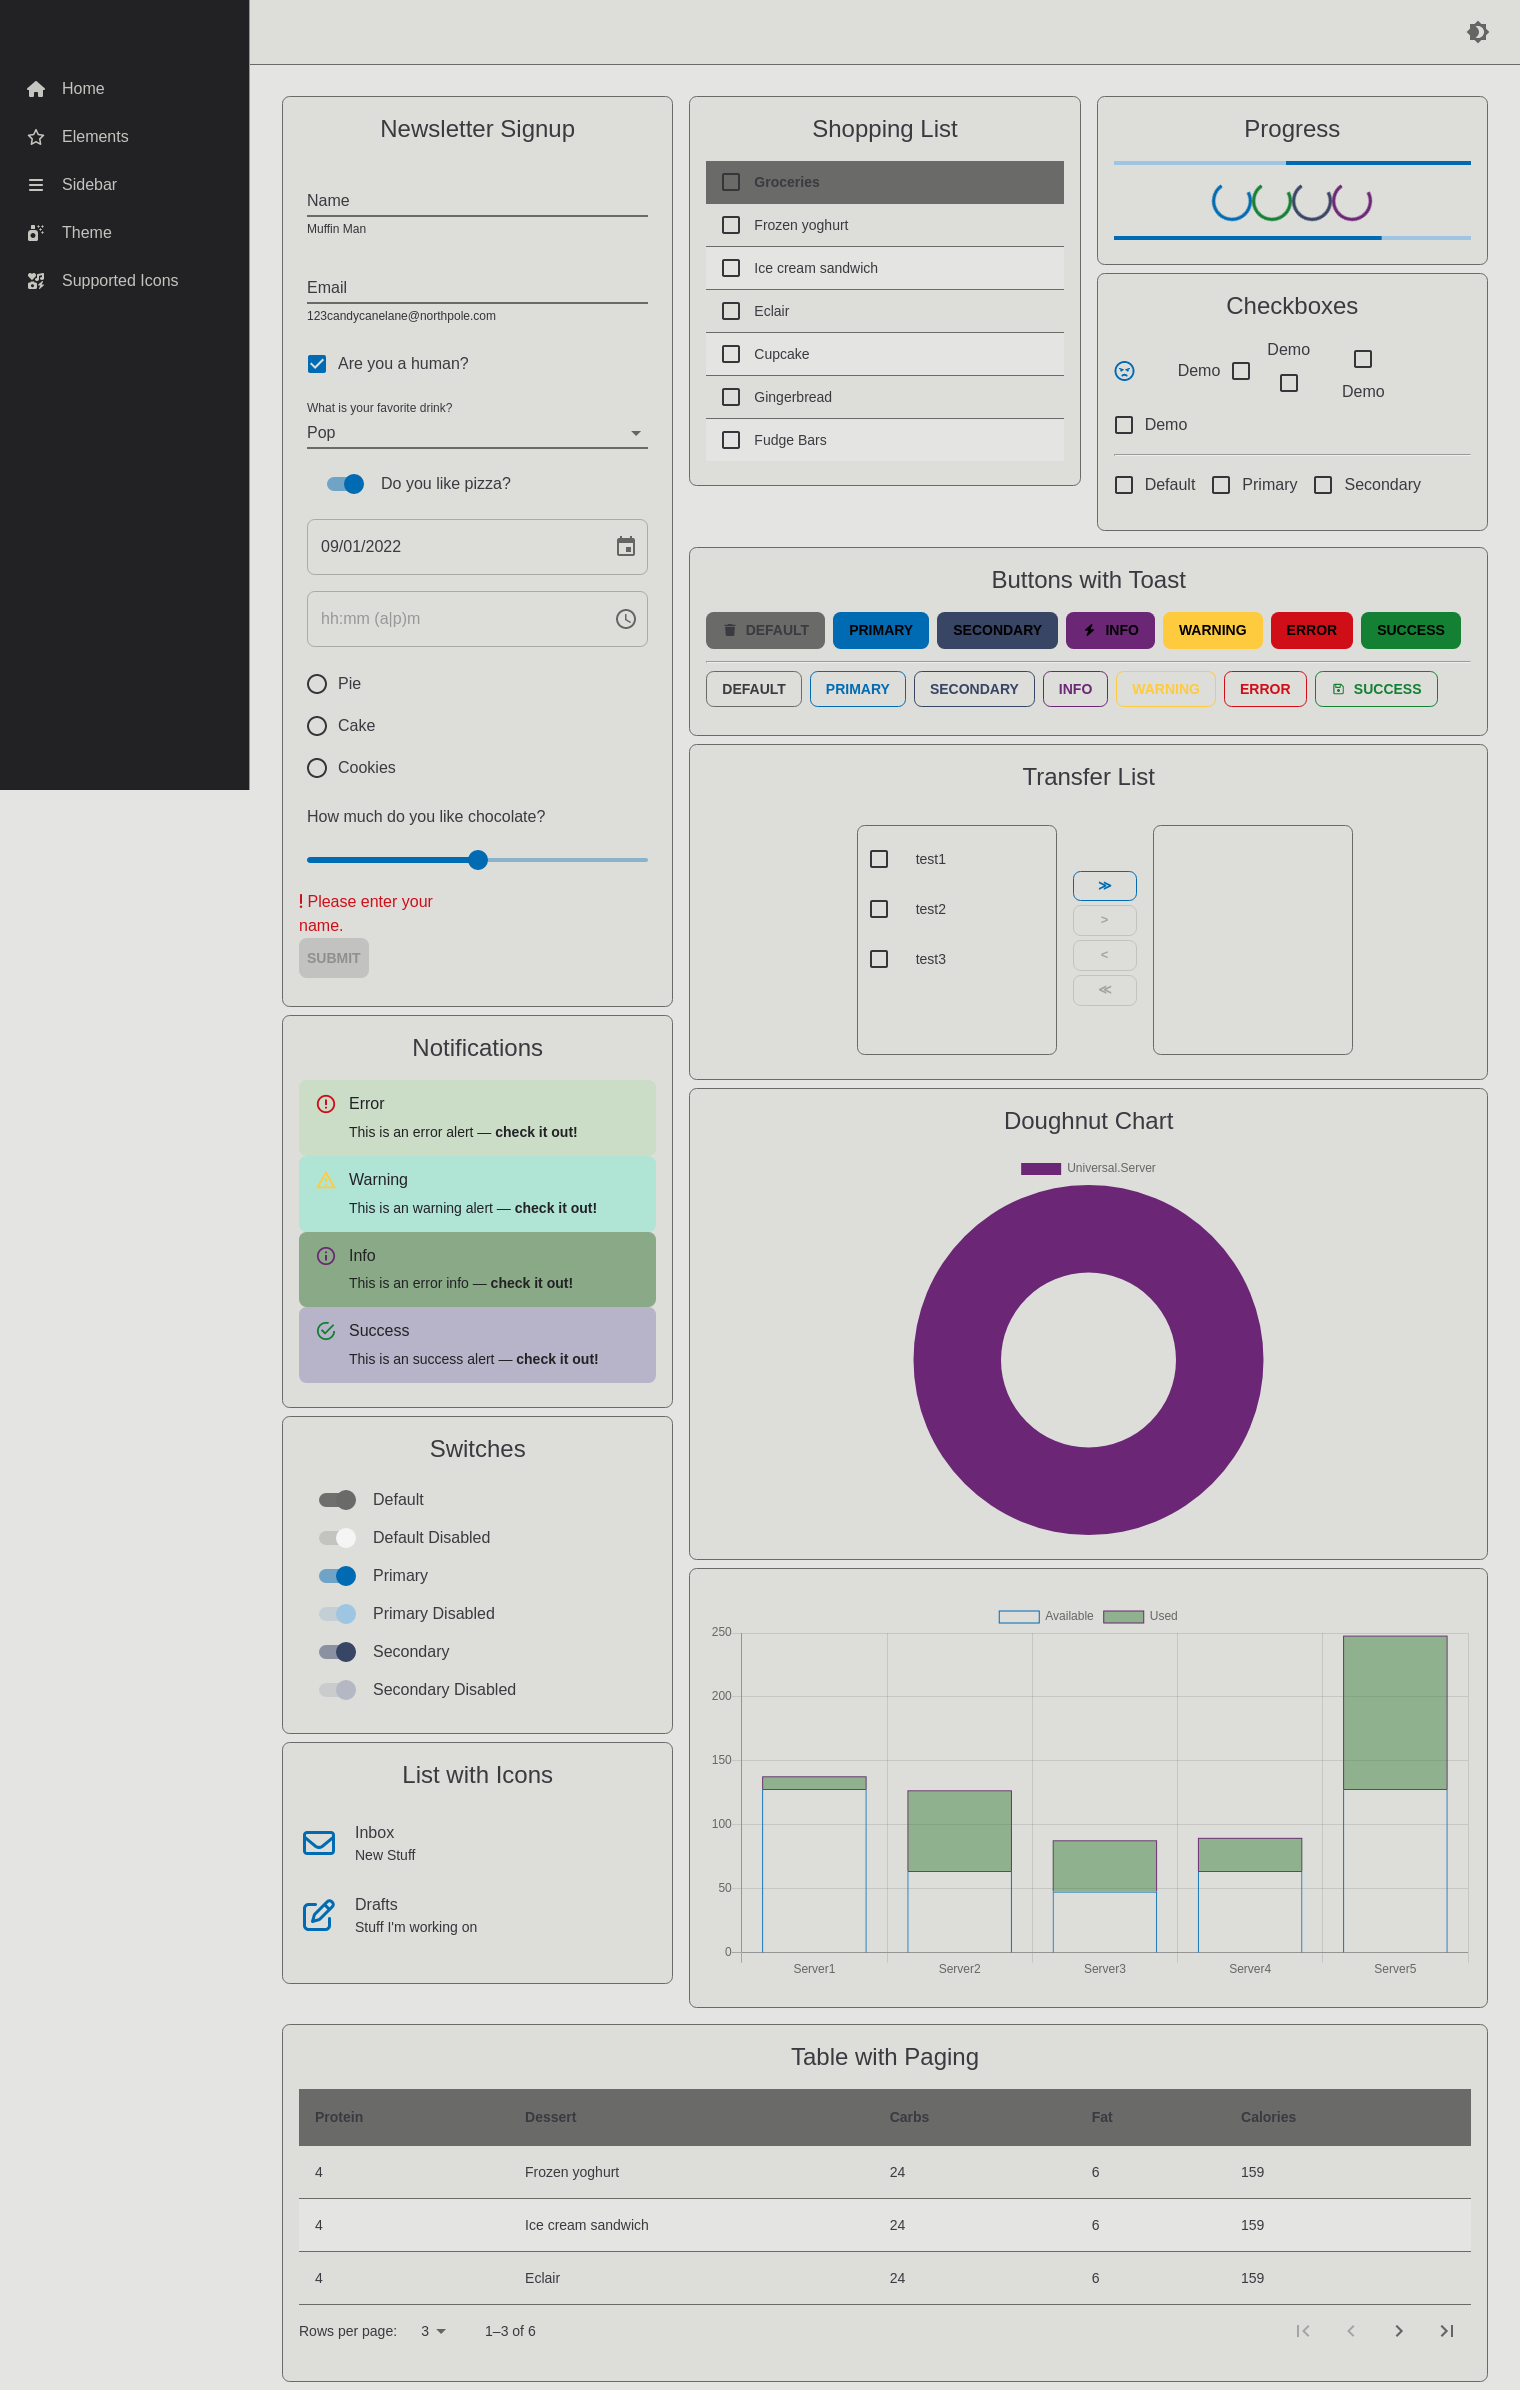 Home
Elements
Sidebar
Theme
Supported Icons
Newsletter Signup
Name
Muffin Man
Email
123candycanelane@northpole.com
Are you a human?
What is your favorite drink?
Pop
Do you like pizza?
09/01/2022
hh:mm (a|p)m
Pie
Cake
Cookies
How much do you like chocolate?
! Please enter your
name.
SUBMIT
Shopping List
Groceries
Frozen yoghurt
Ice cream sandwich
Eclair
Cupcake
Gingerbread
Fudge Bars
Progress
Checkboxes
Demo
Demo
Demo
Demo
Default Primary Secondary
Buttons with Toast
DEFAULT PRIMARY SECONDARY INFO WARNING ERROR SUCCESS
DEFAULT PRIMARY SECONDARY INFO WARNING ERROR SUCCESS
Transfer List
test1
test2
test3
≫
>
<
≪
Notifications
Error
This is an error alert — check it out!
Warning
This is an warning alert — check it out!
Info
This is an error info — check it out!
Success
This is an success alert — check it out!
Doughnut Chart
Universal.Server
Switches
Default
Default Disabled
Primary
Primary Disabled
Secondary
Secondary Disabled
List with Icons
Inbox
New Stuff
Drafts
Stuff I'm working on
Available Used
250
200
150
100
50
0
Server1 Server2 Server3 Server4 Server5
Table with Paging
Protein Dessert Carbs Fat Calories
4 Frozen yoghurt 24 6 159
4 Ice cream sandwich 24 6 159
4 Eclair 24 6 159
Rows per page: 3 1–3 of 6